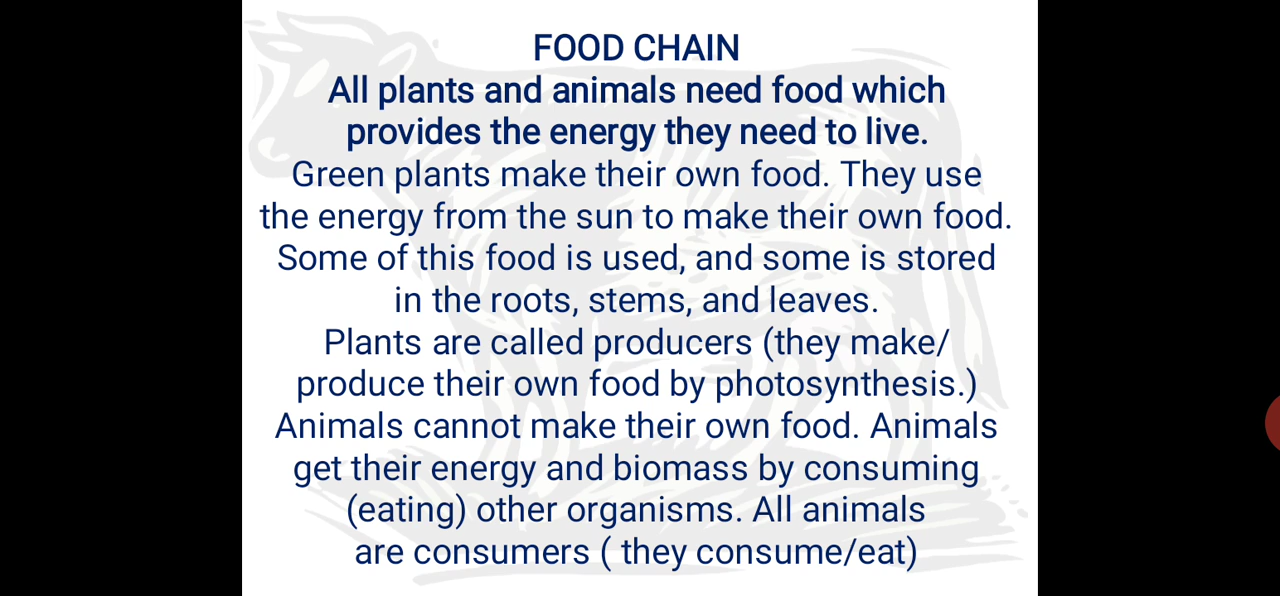 FOOD CHAIN
All plants and animals need food which
provides the energy they need to live.
Green plants make their own food. They use
the energy from the sun to make their own food.
Some of this food is used, and some is stored
in the roots, stems, and leaves.
Plants are called producers (they make/
produce their own food by photosynthesis.)
Animals cannot make their own food. Animals
get their energy and biomass by consuming
(eating) other organisms. All animals
are consumers ( they consume/eat)